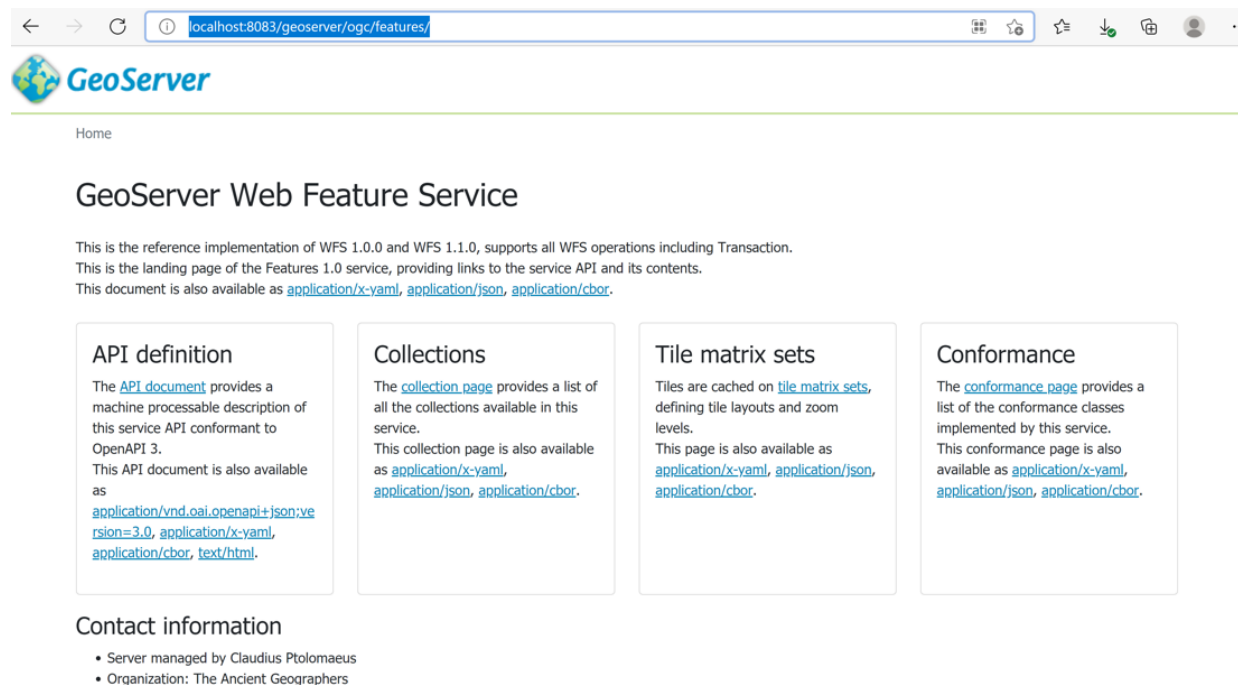 localhost:8083/geoserver/ogc/features/
GeoServer
Home
GeoServer Web Feature Service
This is the reference implementation of WFS 1.0.0 and WFS 1.1.0, supports all WFS operations including Transaction.
This is the landing page of the Features 1.0 service, providing links to the service API and its contents.
This document is also available as application/x-yaml, application/json, application/cbor.
API definition
The API document provides a
machine processable description of
this service API conformant to
OpenAPI 3.
This API document is also available
as
application/vnd.oai.openapi+json;ve
rsion=3.0, application/x-yaml,
application/cbor, text/html.
Collections
The collection page provides a list of
all the collections available in this
service.
This collection page is also available
as application/x-yaml,
application/json, application/cbor.
Tile matrix sets
Tiles are cached on tile matrix sets,
defining tile layouts and zoom
levels.
This page is also available as
application/x-yaml, application/json,
application/cbor.
Conformance
The conformance page provides a
list of the conformance classes
implemented by this service.
This conformance page is also
available as application/x-yaml,
application/json, application/cbor.
Contact information
• Server managed by Claudius Ptolomaeus
• Organization: The Ancient Geographers